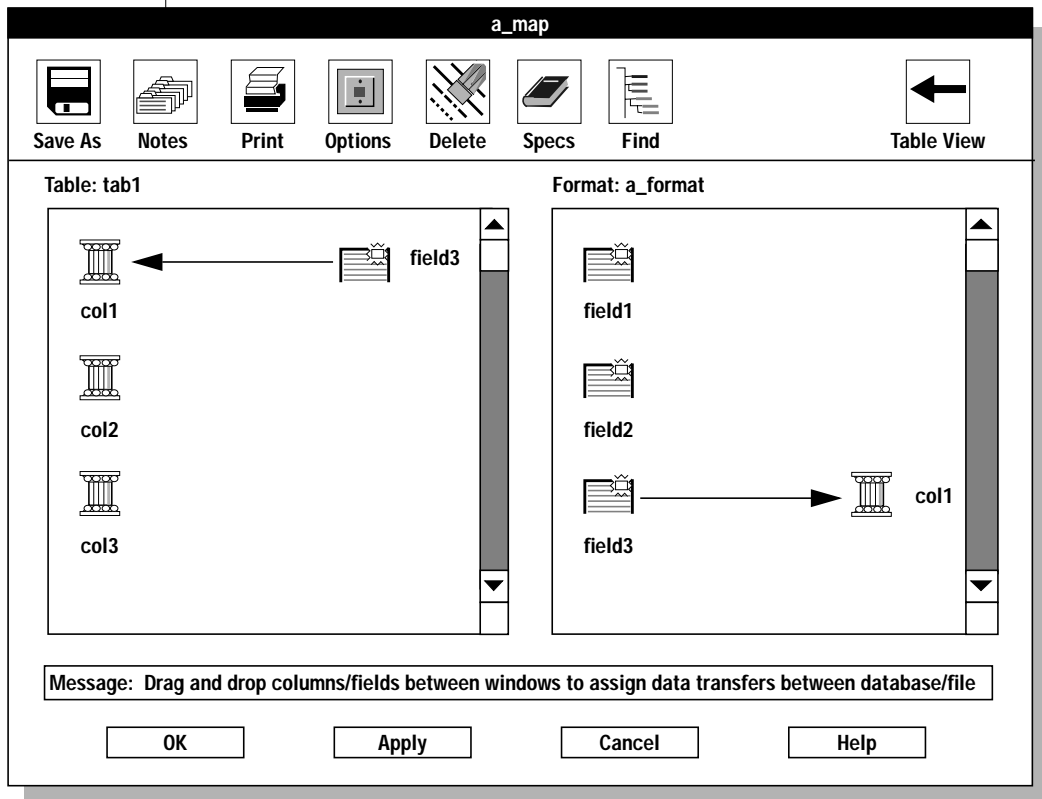 a_map
Save As Notes Print Options Delete Specs Find Table View
Table: tab1 Format: a_format
field3
col1 field1
col2 field2
col1
col3 field3
Message: Drag and drop columns/fields between windows to assign data transfers between database/file
OK Apply Cancel Help